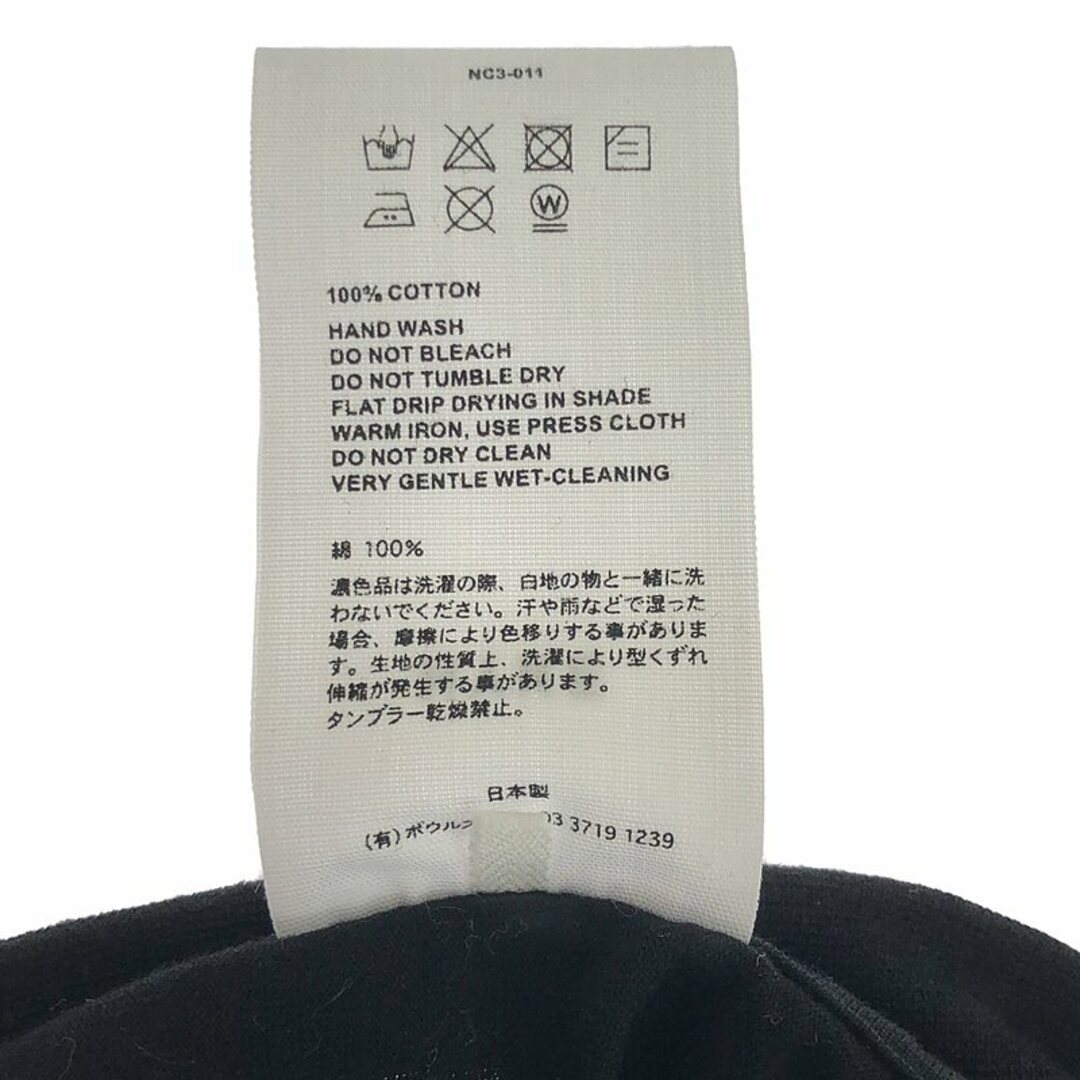 NC3-011
W
100% COTTON
HAND WASH
DO NOT BLEACH
DO NOT TUMBLE DRY
FLAT DRIP DRYING IN SHADE
WARM IRON, USE PRESS CLOTH
DO NOT DRY CLEAN
VERY GENTLE WET-CLEANING
綿 100%
濃色品は洗濯の際、白地の物と一緒に洗
わないでください。汗や雨などで湿った
場合、摩擦により色移りする事がありま
す。生地の性質上、洗濯により型くずれ
伸縮が発生する事があります。
タンブラー乾燥禁止。
日本製
(有)ボウル 03 3719 1239